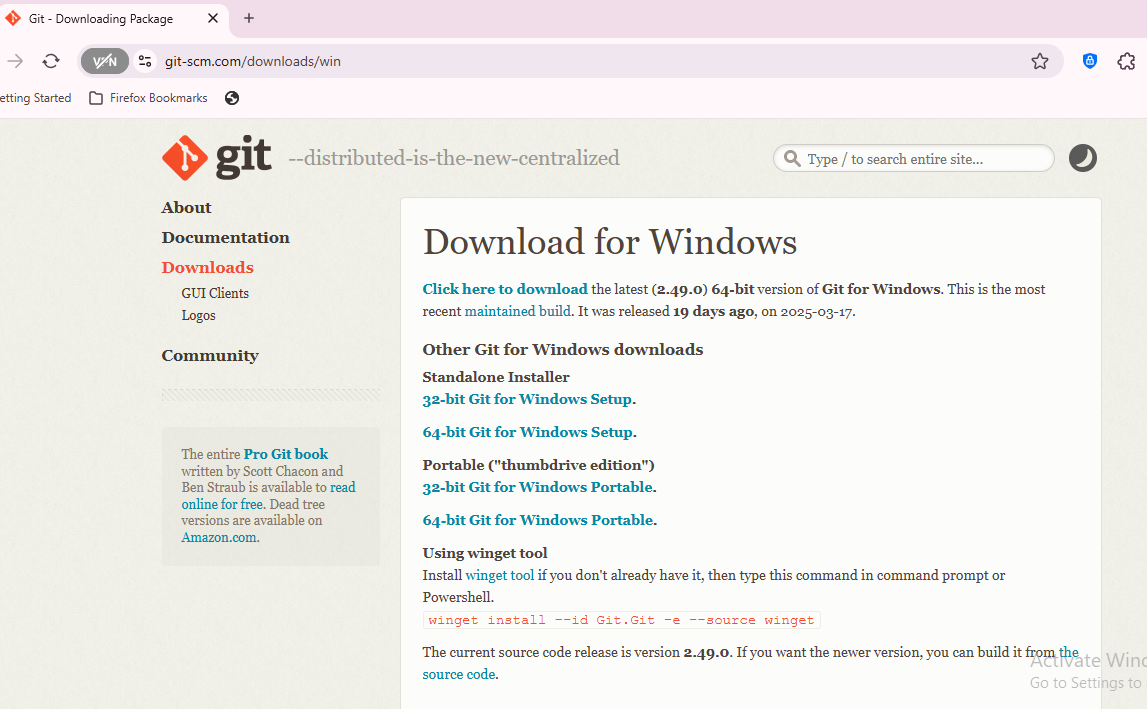 Git - Downloading Package
VPN
git-scm.com/downloads/win
etting Started
Firefox Bookmarks
git --distributed-is-the-new-centralized
Type / to search entire site...
About
Documentation
Downloads
GUI Clients
Logos
Community
The entire Pro Git book
written by Scott Chacon and
Ben Straub is available to read
online for free. Dead tree
versions are available on
Amazon.com.
Download for Windows
Click here to download the latest (2.49.0) 64-bit version of Git for Windows. This is the most
recent maintained build. It was released 19 days ago, on 2025-03-17.
Other Git for Windows downloads
Standalone Installer
32-bit Git for Windows Setup.
64-bit Git for Windows Setup.
Portable ("thumbdrive edition")
32-bit Git for Windows Portable.
64-bit Git for Windows Portable.
Using winget tool
Install winget tool if you don't already have it, then type this command in command prompt or
Powershell.
winget install --id Git.Git -e --source winget
The current source code release is version 2.49.0. If you want the newer version, you can build it from the
source code.
Activate Wind
Go to Settings to